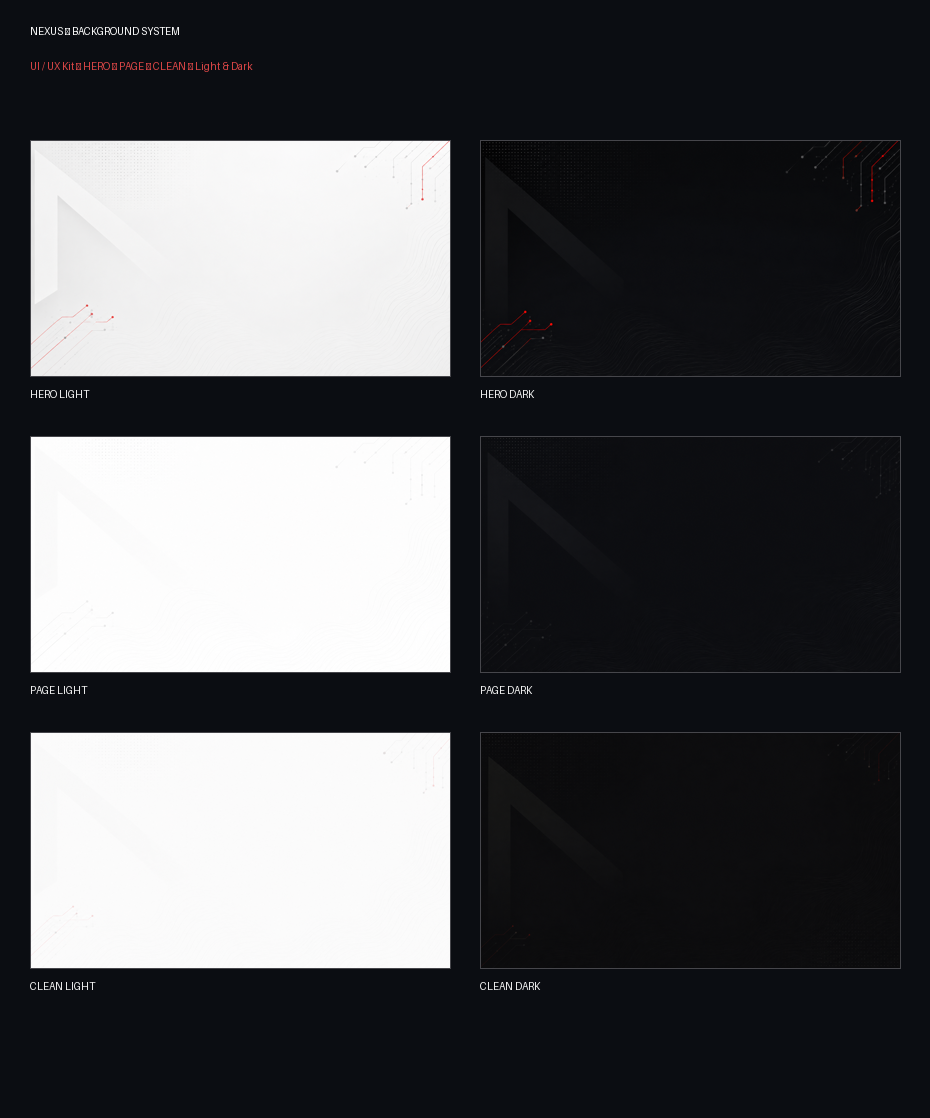 NEXUS▯BACKGROUND SYSTEM
UI / UX Kit▯HERO▯PAGE▯CLEAN▯Light & Dark
HERO LIGHT
HERO DARK
PAGE LIGHT
PAGE DARK
CLEAN LIGHT
CLEAN DARK